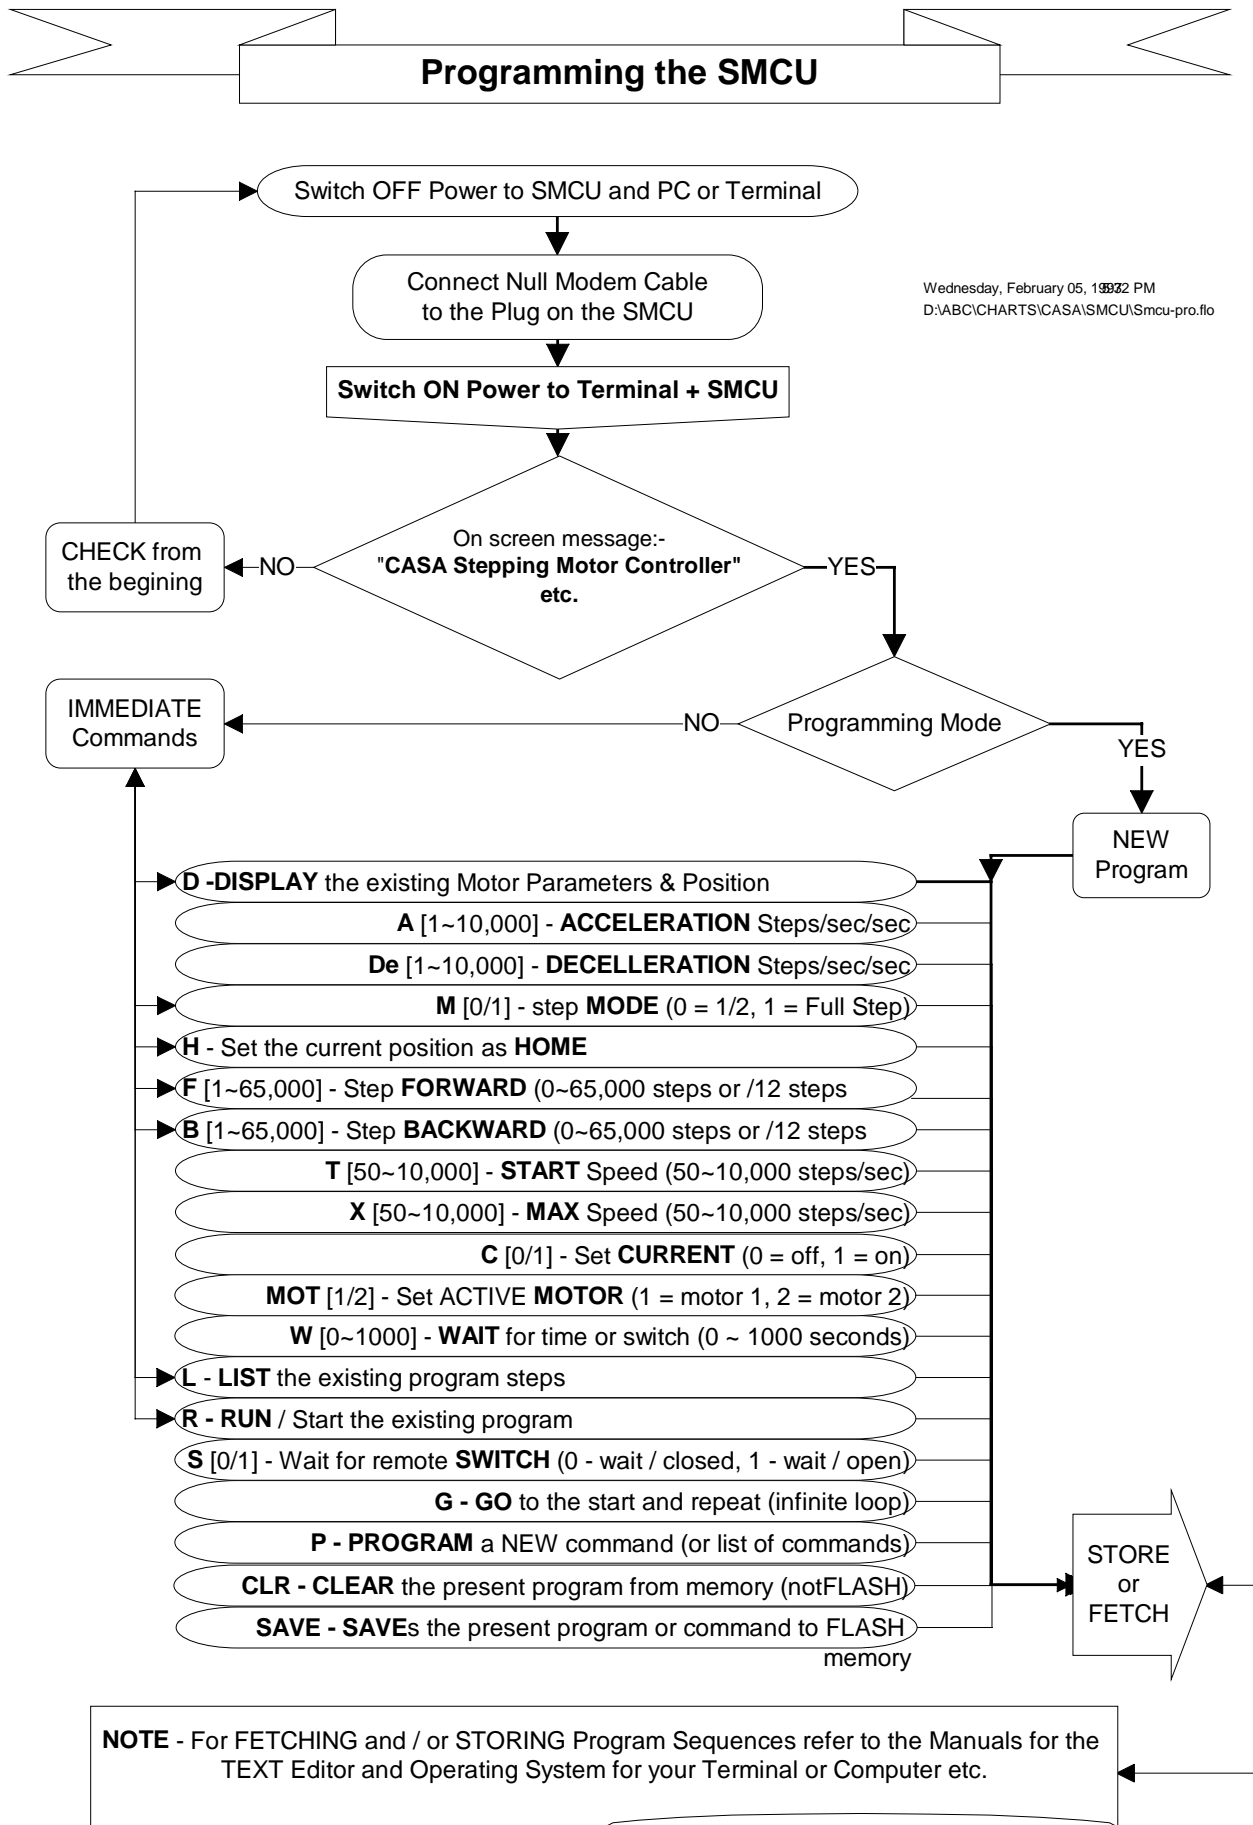 Programming the SMCU
Switch OFF Power to SMCU and PC or Terminal
Connect Null Modem Cable
to the Plug on the SMCU
Wednesday, February 05, PM
D:\ABC\CHARTS\CASA\SMCU\Smcu-pro.flo
Switch ON Power to Terminal + SMCU
On screen message:-
"CASA Stepping Motor Controller"
etc.
NO
YES
CHECK from
the begining
IMMEDIATE
Commands
NO
Programming Mode
YES
NEW
Program
D -DISPLAY the existing Motor Parameters & Position
A [1~10,000] - ACCELERATION Steps/sec/sec
De [1~10,000] - DECELLERATION Steps/sec/sec
M [0/1] - step MODE (0 = 1/2, 1 = Full Step)
H - Set the current position as HOME
F [1~65,000] - Step FORWARD (0~65,000 steps or /12 steps
B [1~65,000] - Step BACKWARD (0~65,000 steps or /12 steps
T [50~10,000] - START Speed (50~10,000 steps/sec)
X [50~10,000] - MAX Speed (50~10,000 steps/sec)
C [0/1] - Set CURRENT (0 = off, 1 = on)
MOT [1/2] - Set ACTIVE MOTOR (1 = motor 1, 2 = motor 2)
W [0~1000] - WAIT for time or switch (0 ~ 1000 seconds)
L - LIST the existing program steps
R - RUN / Start the existing program
S [0/1] - Wait for remote SWITCH (0 - wait / closed, 1 - wait / open)
G - GO to the start and repeat (infinite loop)
P - PROGRAM a NEW command (or list of commands)
CLR - CLEAR the present program from memory (notFLASH)
SAVE - SAVEs the present program or command to FLASH
memory
STORE
or
FETCH
NOTE - For FETCHING and / or STORING Program Sequences refer to the Manuals for the
TEXT Editor and Operating System for your Terminal or Computer etc.